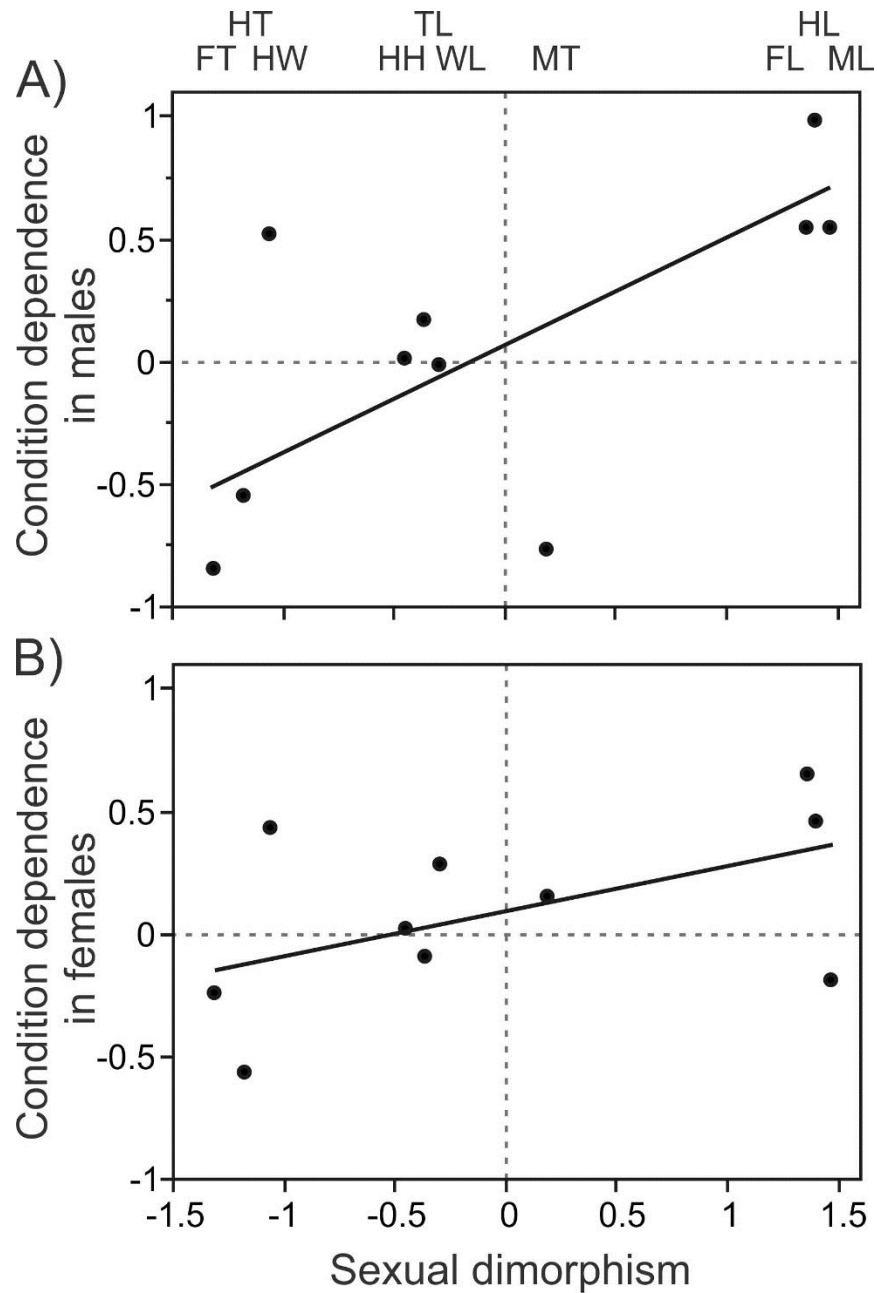 HT TL HL
FT HW HH WL MT FL ML
A)
Condition dependence
in males
1
0.5
0
-0.5
-1
B)
Condition dependence
in females
1
0.5
0
-0.5
-1
-1.5 -1 -0.5 0 0.5 1 1.5
Sexual dimorphism